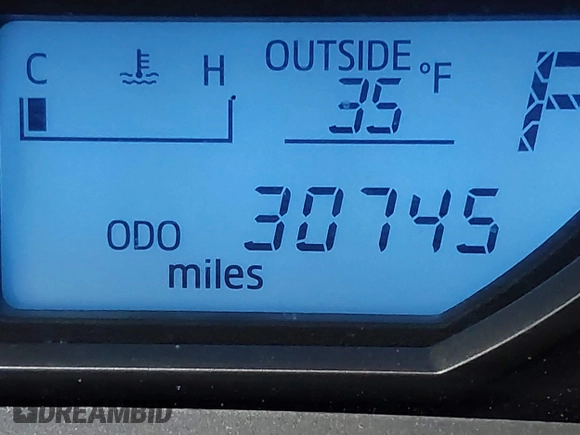 C H OUTSIDE
35 °F P
ODO 30745
miles
DREAMBID